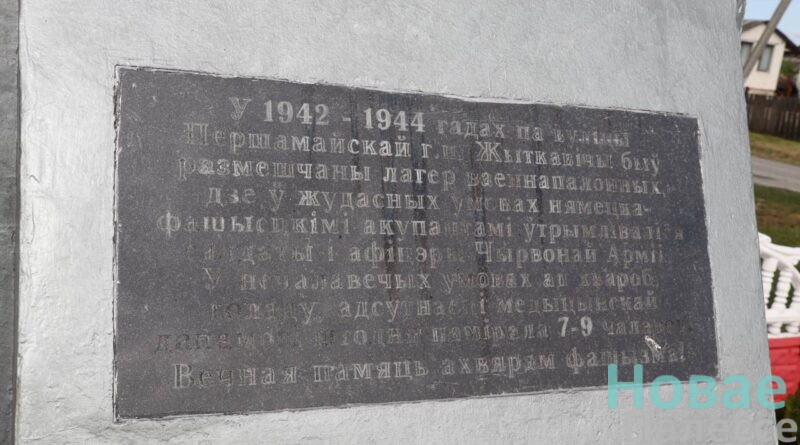 У 1942 - 1944 гадах па вуліцы
Першамайскай г.п. Жыткавічы быў
размешчаны лагер ваеннапалонных,
дзе ў жудасных умовах нямецка-
фашысцкімі акупантамі утрымліваліся
салдаты і афіцэры Чырвонай Арміі.
У нечалавечых умовах ад хвароб,
голаду, адсутнасці медыцынскай
дапамогі штодня памірала 7-9 чалавек.
Вечная памяць ахвярам фашызма!
Новае
Палессе